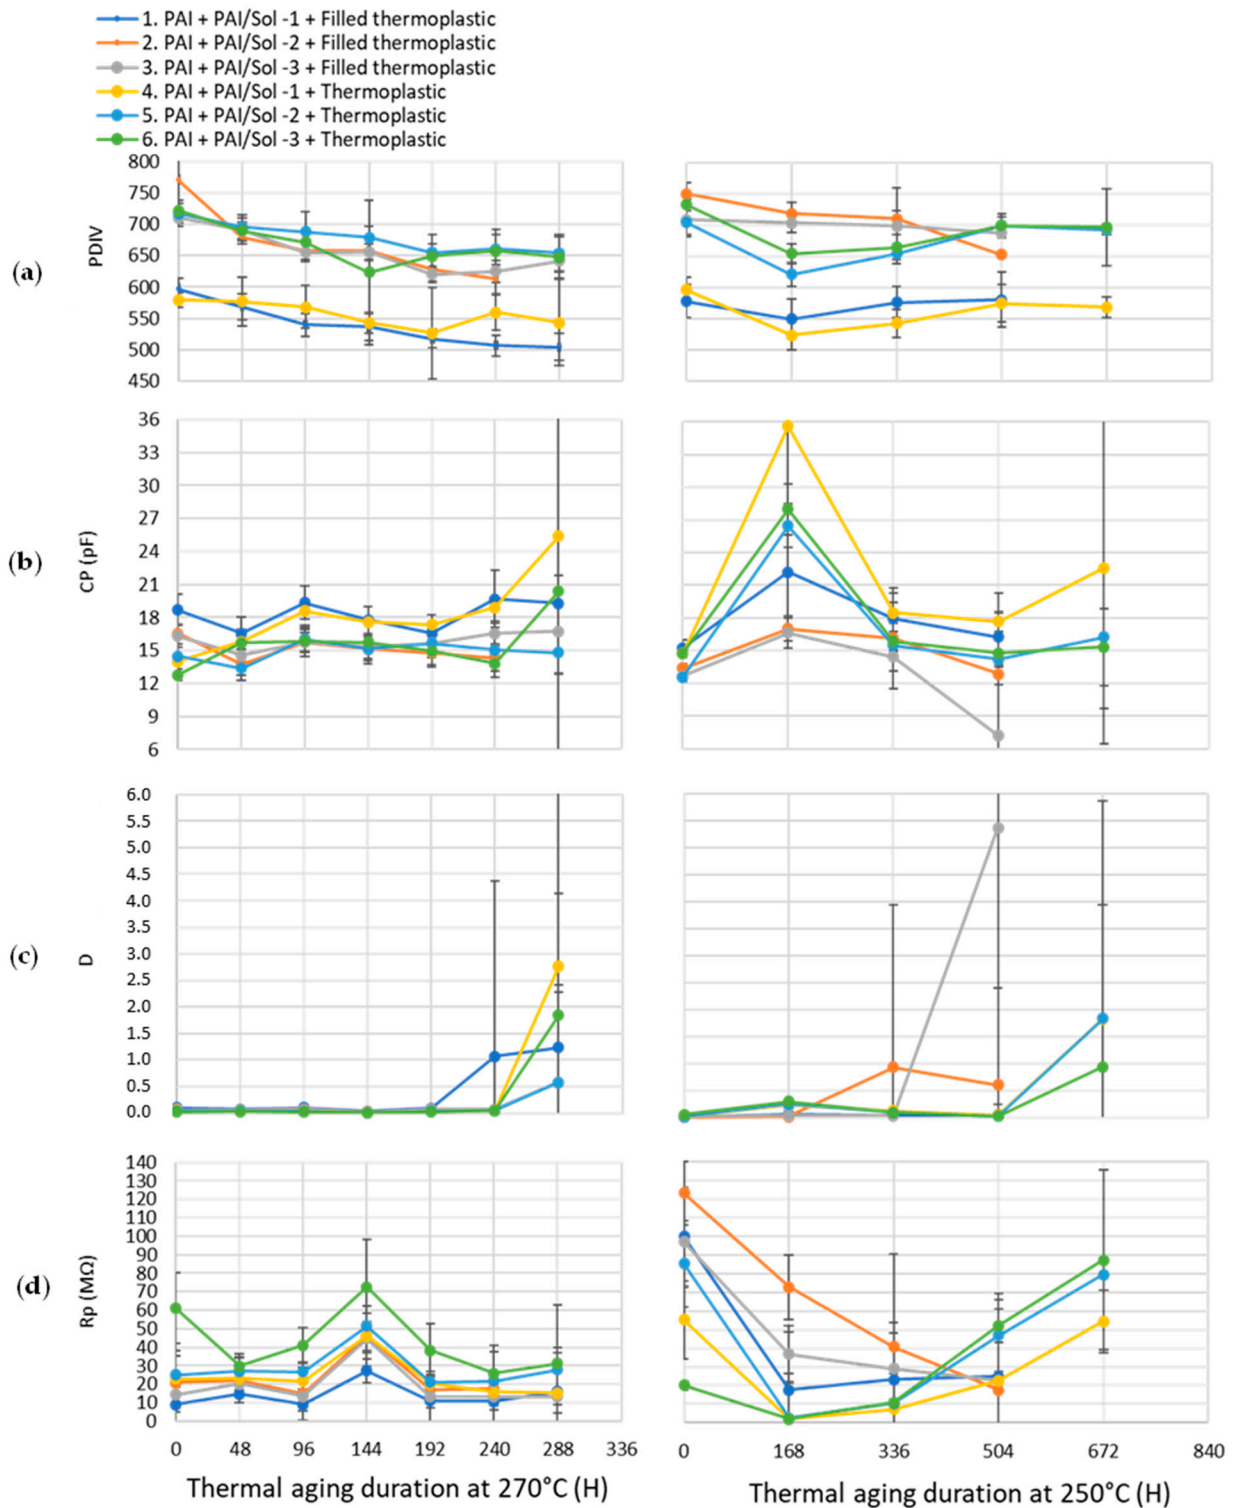 1. PAI + PAI/Sol -1 + Filled thermoplastic
2. PAI + PAI/Sol -2 + Filled thermoplastic
3. PAI + PAI/Sol -3 + Filled thermoplastic
4. PAI + PAI/Sol -1 + Thermoplastic
5. PAI + PAI/Sol -2 + Thermoplastic
6. PAI + PAI/Sol -3 + Thermoplastic
(a)
PDIV
800
750
700
650
600
550
500
450
(b)
CP (pF)
36
33
30
27
24
21
18
15
12
9
6
(c)
D
6.0
5.5
5.0
4.5
4.0
3.5
3.0
2.5
2.0
1.5
1.0
0.5
0.0
(d)
Rp (MΩ)
140
130
120
110
100
90
80
70
60
50
40
30
20
10
0
0 48 96 144 192 240 288 336
0 168 336 504 672 840
Thermal aging duration at 270°C (H)
Thermal aging duration at 250°C (H)